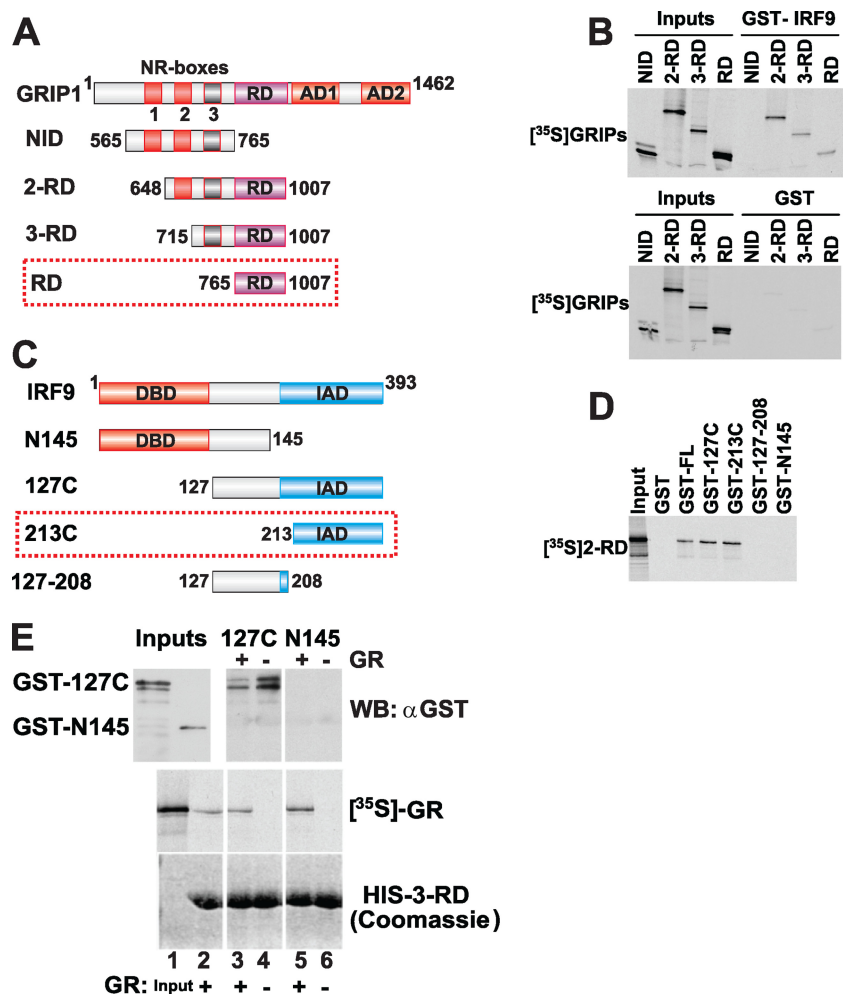 A
NR-boxes
GRIP1 1 RD AD1 AD2 1462
1 2 3
NID 565 765
2-RD 648 RD 1007
3-RD 715 RD 1007
RD 765 RD 1007
B
Inputs GST- IRF9
NID 2-RD 3-RD RD NID 2-RD 3-RD RD
[35S]GRIPs
Inputs GST
NID 2-RD 3-RD RD NID 2-RD 3-RD RD
[35S]GRIPs
C
IRF9 1 DBD IAD 393
N145 DBD 145
127C 127 IAD
213C 213 IAD
127-208 127 208
D
Input GST GST-FL GST-127C GST-213C GST-127-208 GST-N145
[35S]2-RD
E
Inputs 127C N145
+ - + - GR
GST-127C
GST-N145
WB: αGST
[35S]-GR
HIS-3-RD
(Coomassie)
1 2 3 4 5 6
GR: Input + + - + -